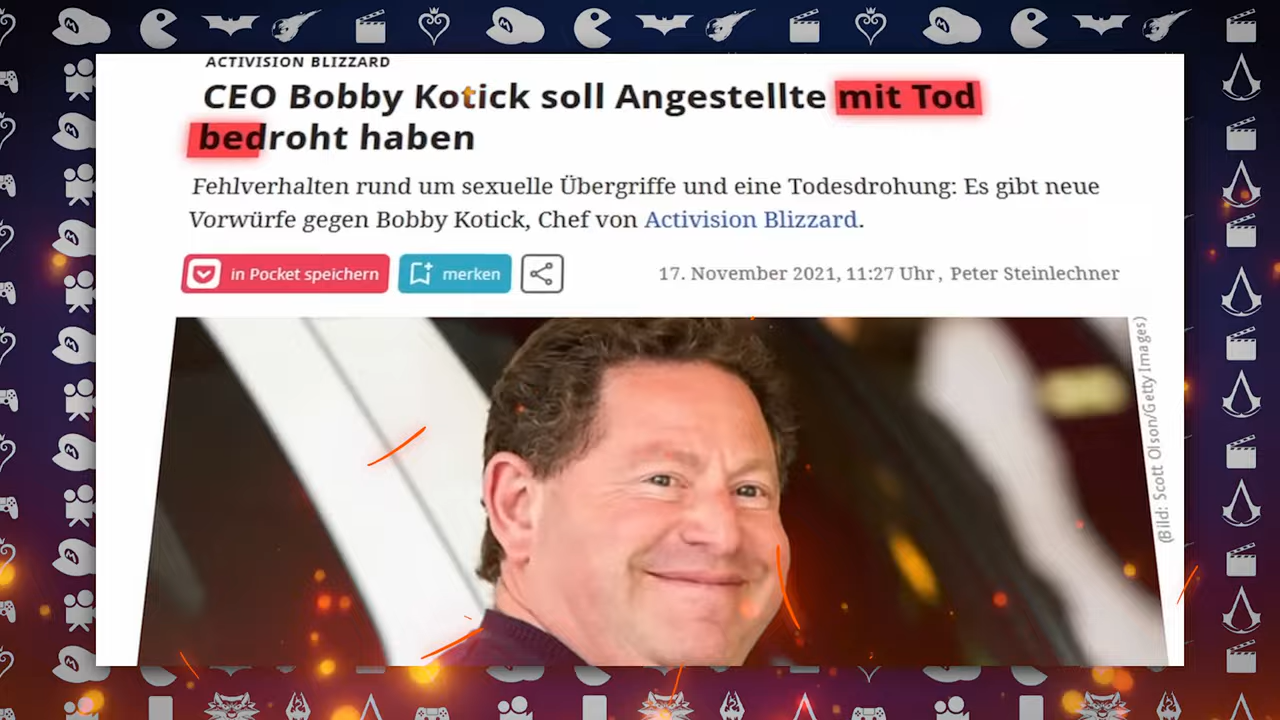 ACTIVISION BLIZZARD
CEO Bobby Kotick soll Angestellte mit Tod
bedroht haben
Fehlverhalten rund um sexuelle Übergriffe und eine Todesdrohung: Es gibt neue
Vorwürfe gegen Bobby Kotick, Chef von Activision Blizzard.
in Pocket speichern merken 17. November 2021, 11:27 Uhr, Peter Steinlechner
(Bild: Scott Olson/Getty Images)